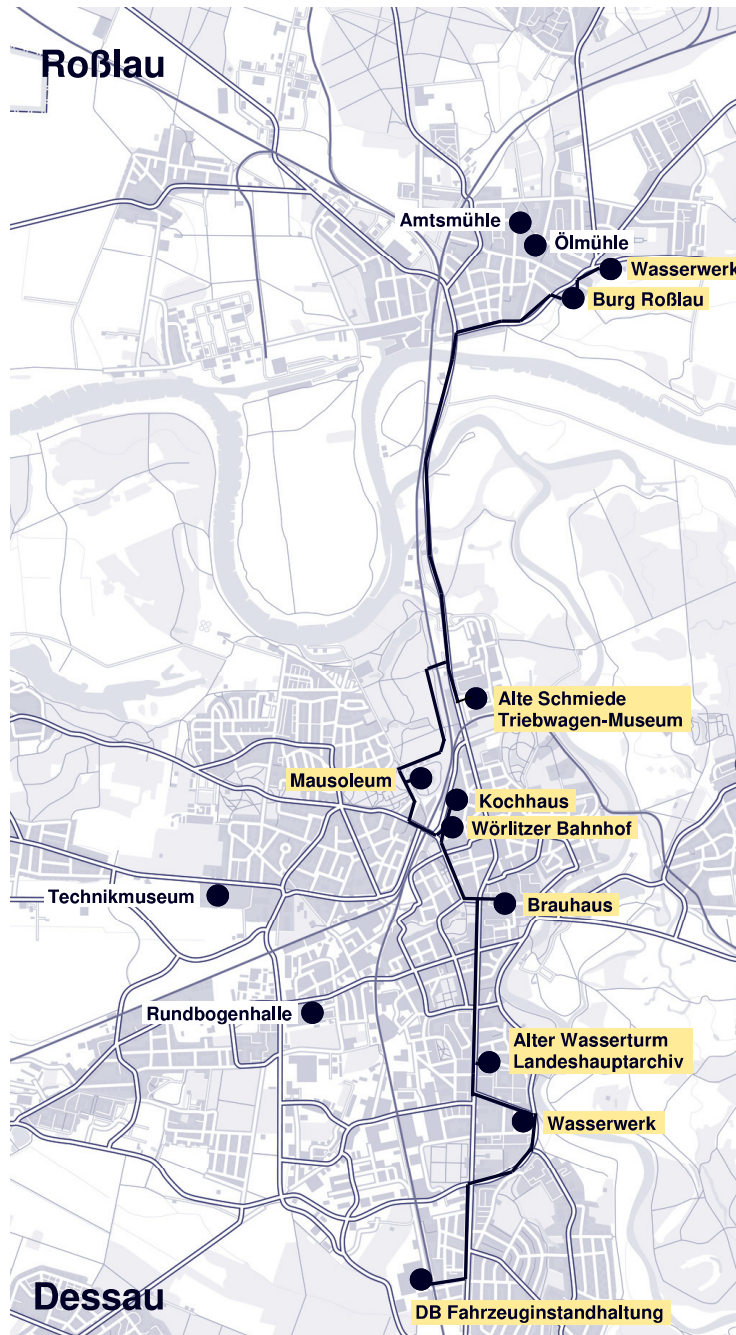 Roßlau
Amtsmühle
Ölmühle
Wasserwerk
Burg Roßlau
Alte Schmiede
Triebwagen-Museum
Mausoleum
Kochhaus
Wörlitzer Bahnhof
Technikmuseum
Brauhaus
Rundbogenhalle
Alter Wasserturm
Landeshauptarchiv
Wasserwerk
Dessau
DB Fahrzeuginstandhaltung